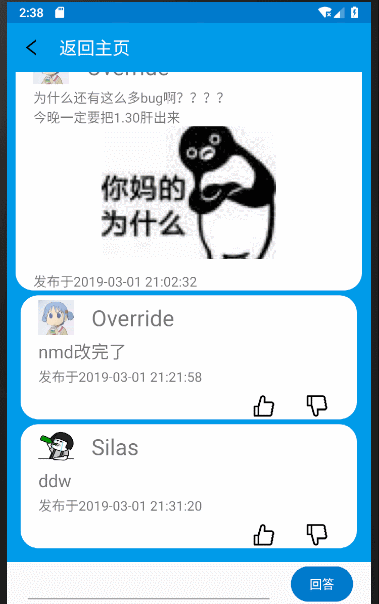 2:38
返回主页
Override
为什么还有这么多bug啊？？？？
今晚一定要把1.30肝出来
你妈的
为什么
发布于2019-03-01 21:02:32
Override
nmd改完了
发布于2019-03-01 21:21:58
Silas
ddw
发布于2019-03-01 21:31:20
回答